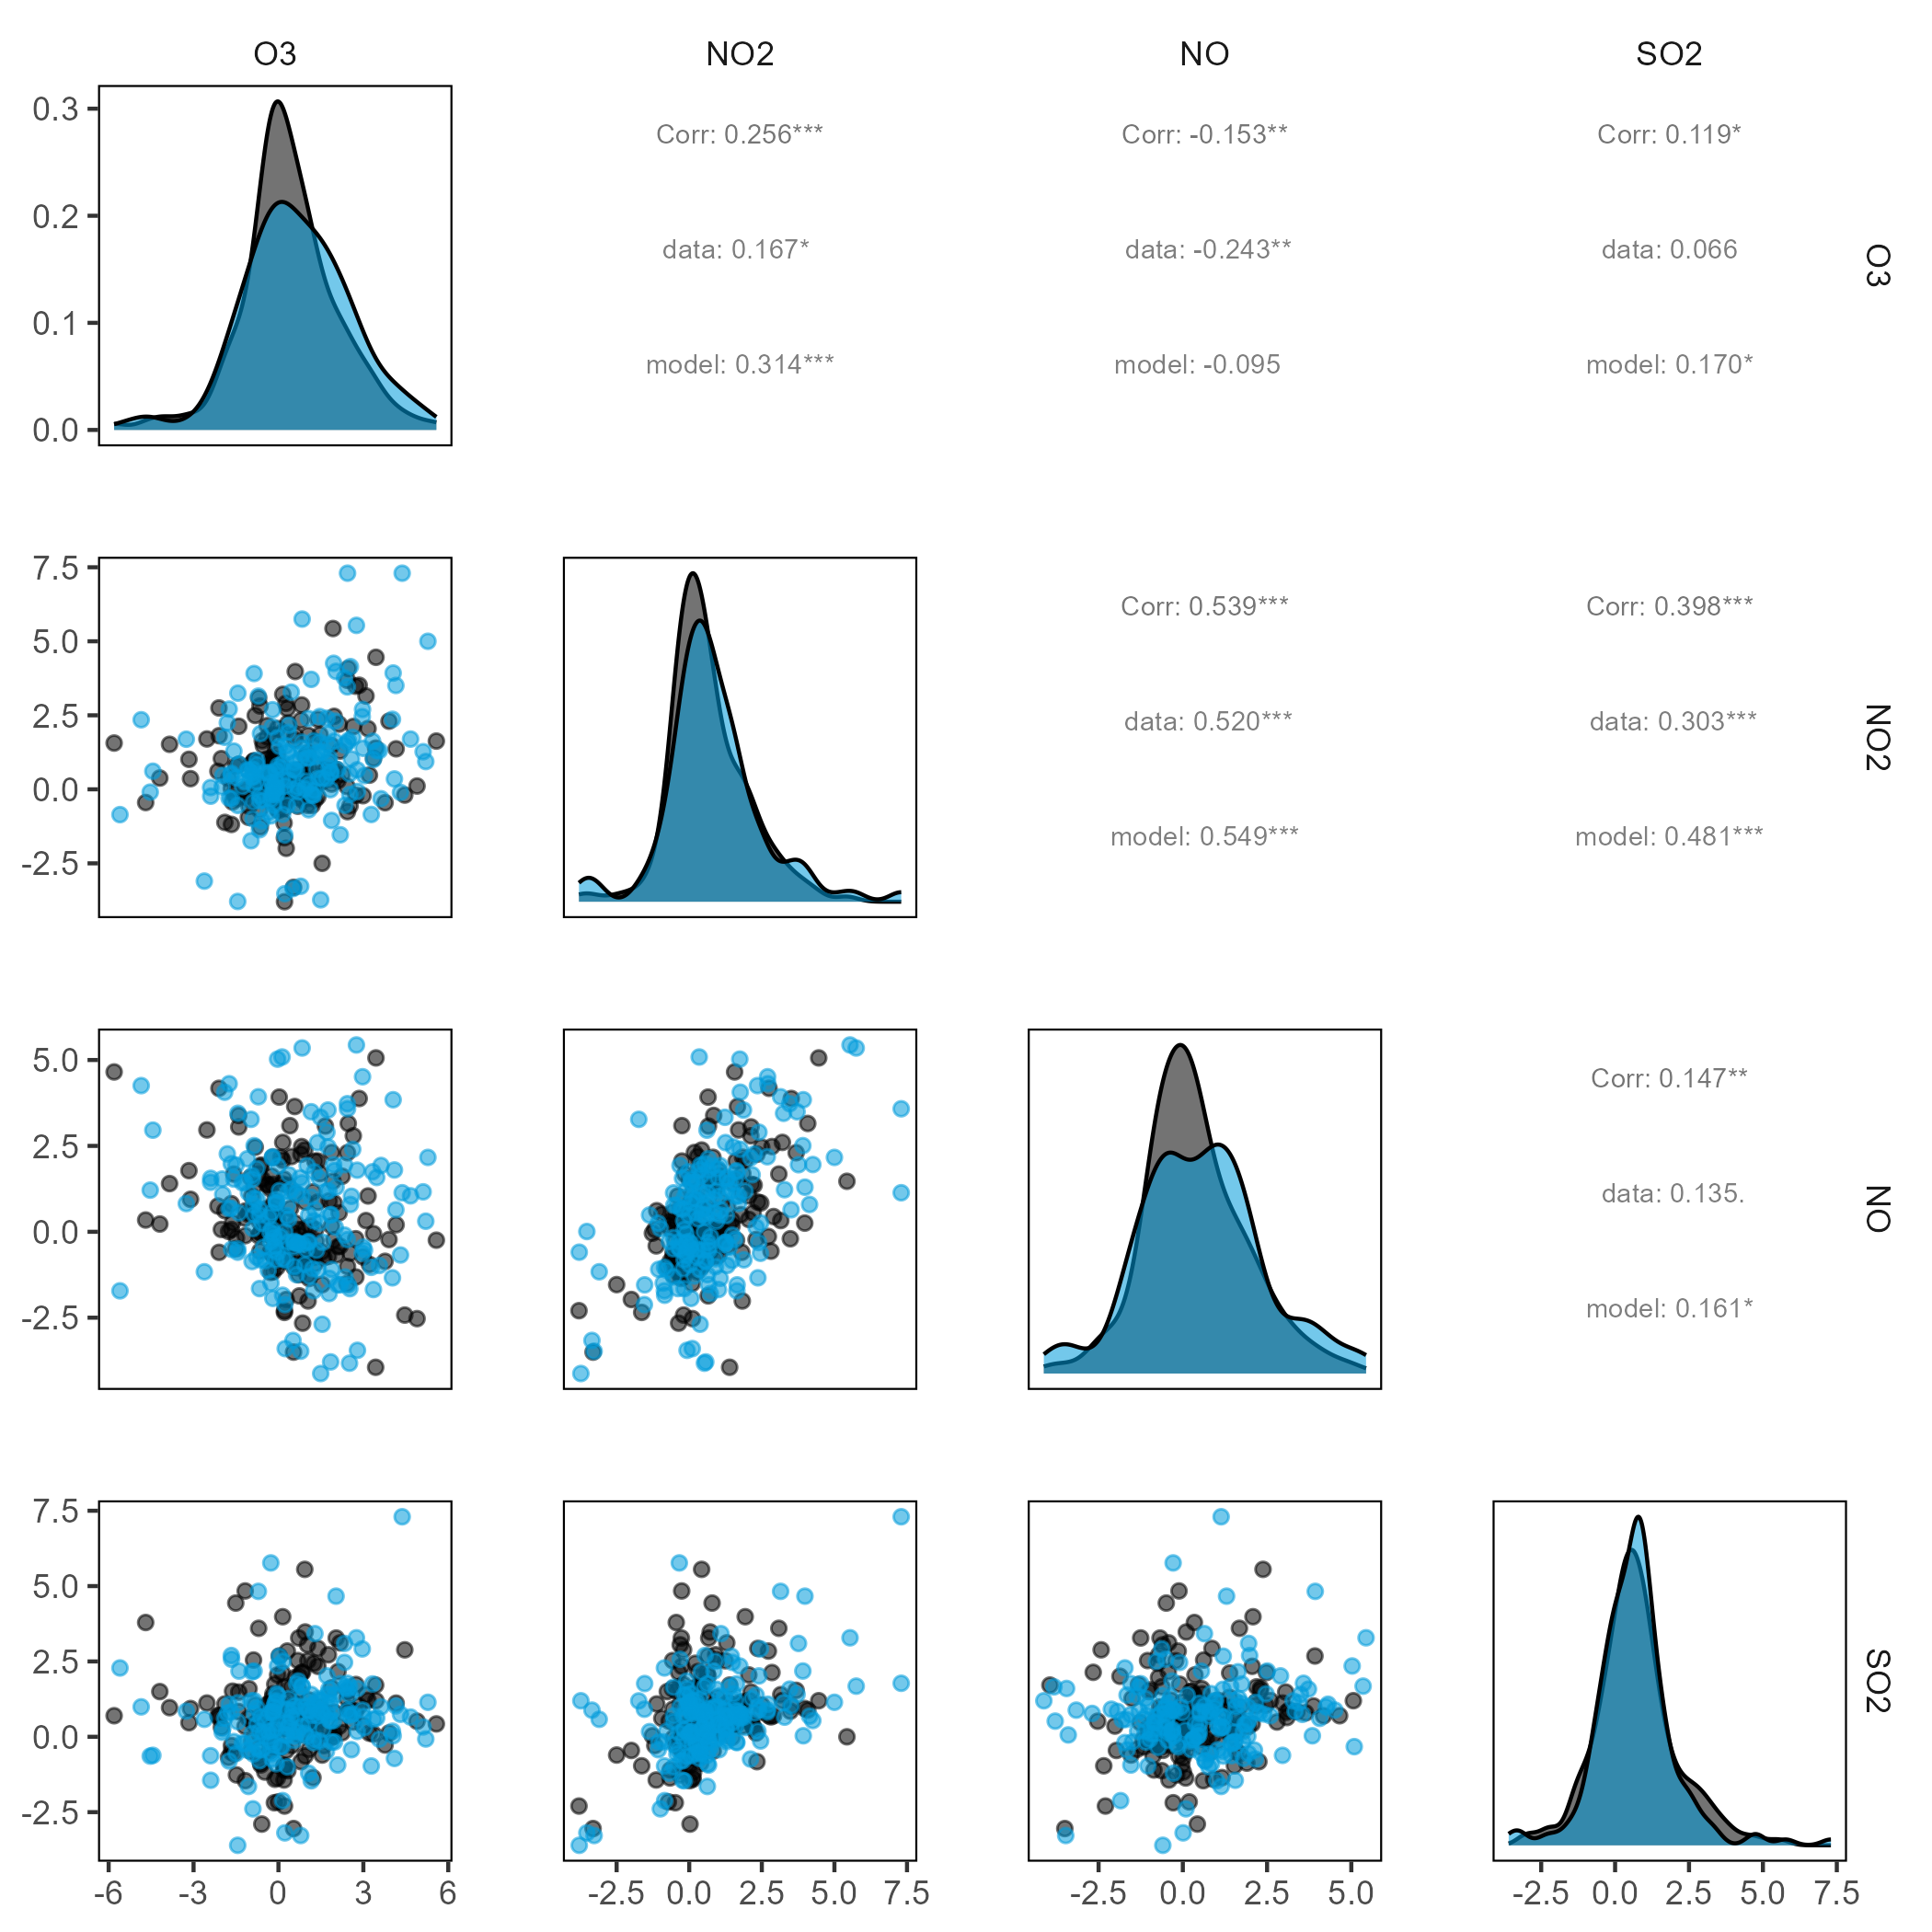 O3 NO2 NO SO2
0.3
0.2
0.1
0.0
Corr: 0.256***
data: 0.167*
model: 0.314***
Corr: -0.153**
data: -0.243**
model: -0.095
Corr: 0.119*
data: 0.066
model: 0.170*
O3
7.5
5.0
2.5
0.0
-2.5
Corr: 0.539***
data: 0.520***
model: 0.549***
Corr: 0.398***
data: 0.303***
model: 0.481***
NO2
5.0
2.5
0.0
-2.5
Corr: 0.147**
data: 0.135.
model: 0.161*
NO
7.5
5.0
2.5
0.0
-2.5
SO2
-6 -3 0 3 6
-2.5 0.0 2.5 5.0 7.5
-2.5 0.0 2.5 5.0
-2.5 0.0 2.5 5.0 7.5